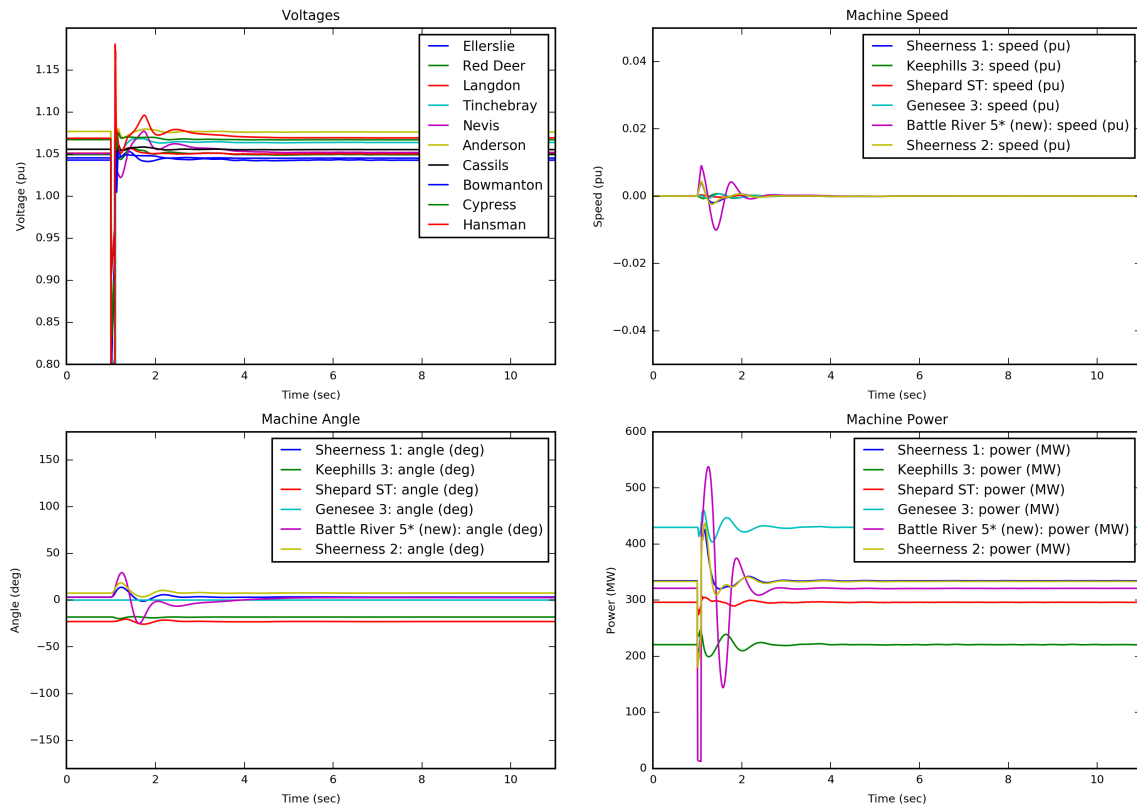 Voltages
1.15
1.10
1.05
1.00
0.95
0.90
0.85
0.80
Voltage (pu)
0
2
4
6
8
10
Time (sec)
Ellerslie
Red Deer
Langdon
Tinchebray
Nevis
Anderson
Cassils
Bowmanton
Cypress
Hansman
Machine Speed
0.04
0.02
0.00
−0.02
−0.04
Speed (pu)
0
2
4
6
8
10
Time (sec)
Sheerness 1: speed (pu)
Keephills 3: speed (pu)
Shepard ST: speed (pu)
Genesee 3: speed (pu)
Battle River 5* (new): speed (pu)
Sheerness 2: speed (pu)
Machine Angle
150
100
50
0
−50
−100
−150
Angle (deg)
0
2
4
6
8
10
Time (sec)
Sheerness 1: angle (deg)
Keephills 3: angle (deg)
Shepard ST: angle (deg)
Genesee 3: angle (deg)
Battle River 5* (new): angle (deg)
Sheerness 2: angle (deg)
Machine Power
600
500
400
300
200
100
0
Power (MW)
0
2
4
6
8
10
Time (sec)
Sheerness 1: power (MW)
Keephills 3: power (MW)
Shepard ST: power (MW)
Genesee 3: power (MW)
Battle River 5* (new): power (MW)
Sheerness 2: power (MW)